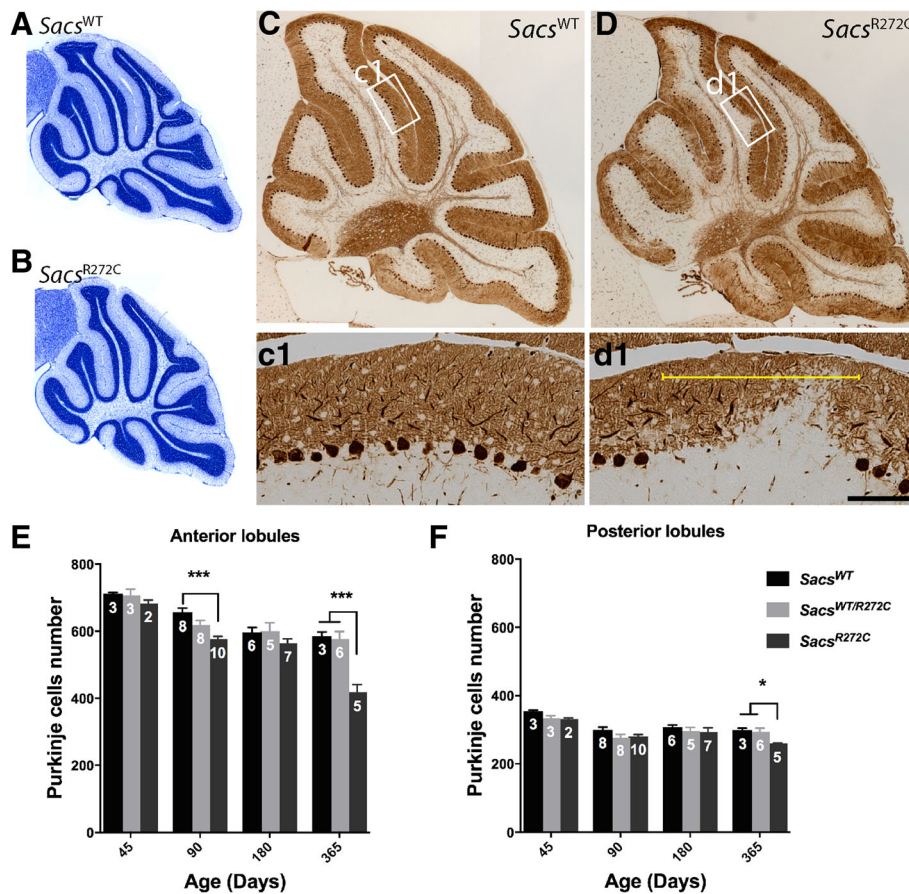 A
Sacs^WT
B
Sacs^R272C
C
Sacs^WT
c1
D
Sacs^R272C
d1
c1
d1
E
Anterior lobules
Purkinje cells number
800
600
400
200
0
***
***
3 3 2
8 8 10
6 5 7
3 6 5
45 90 180 365
Age (Days)
F
Posterior lobules
Purkinje cells number
800
600
400
200
0
Sacs^WT
Sacs^WT/R272C
Sacs^R272C
*
3 3 2
8 8 10
6 5 7
3 6 5
45 90 180 365
Age (Days)